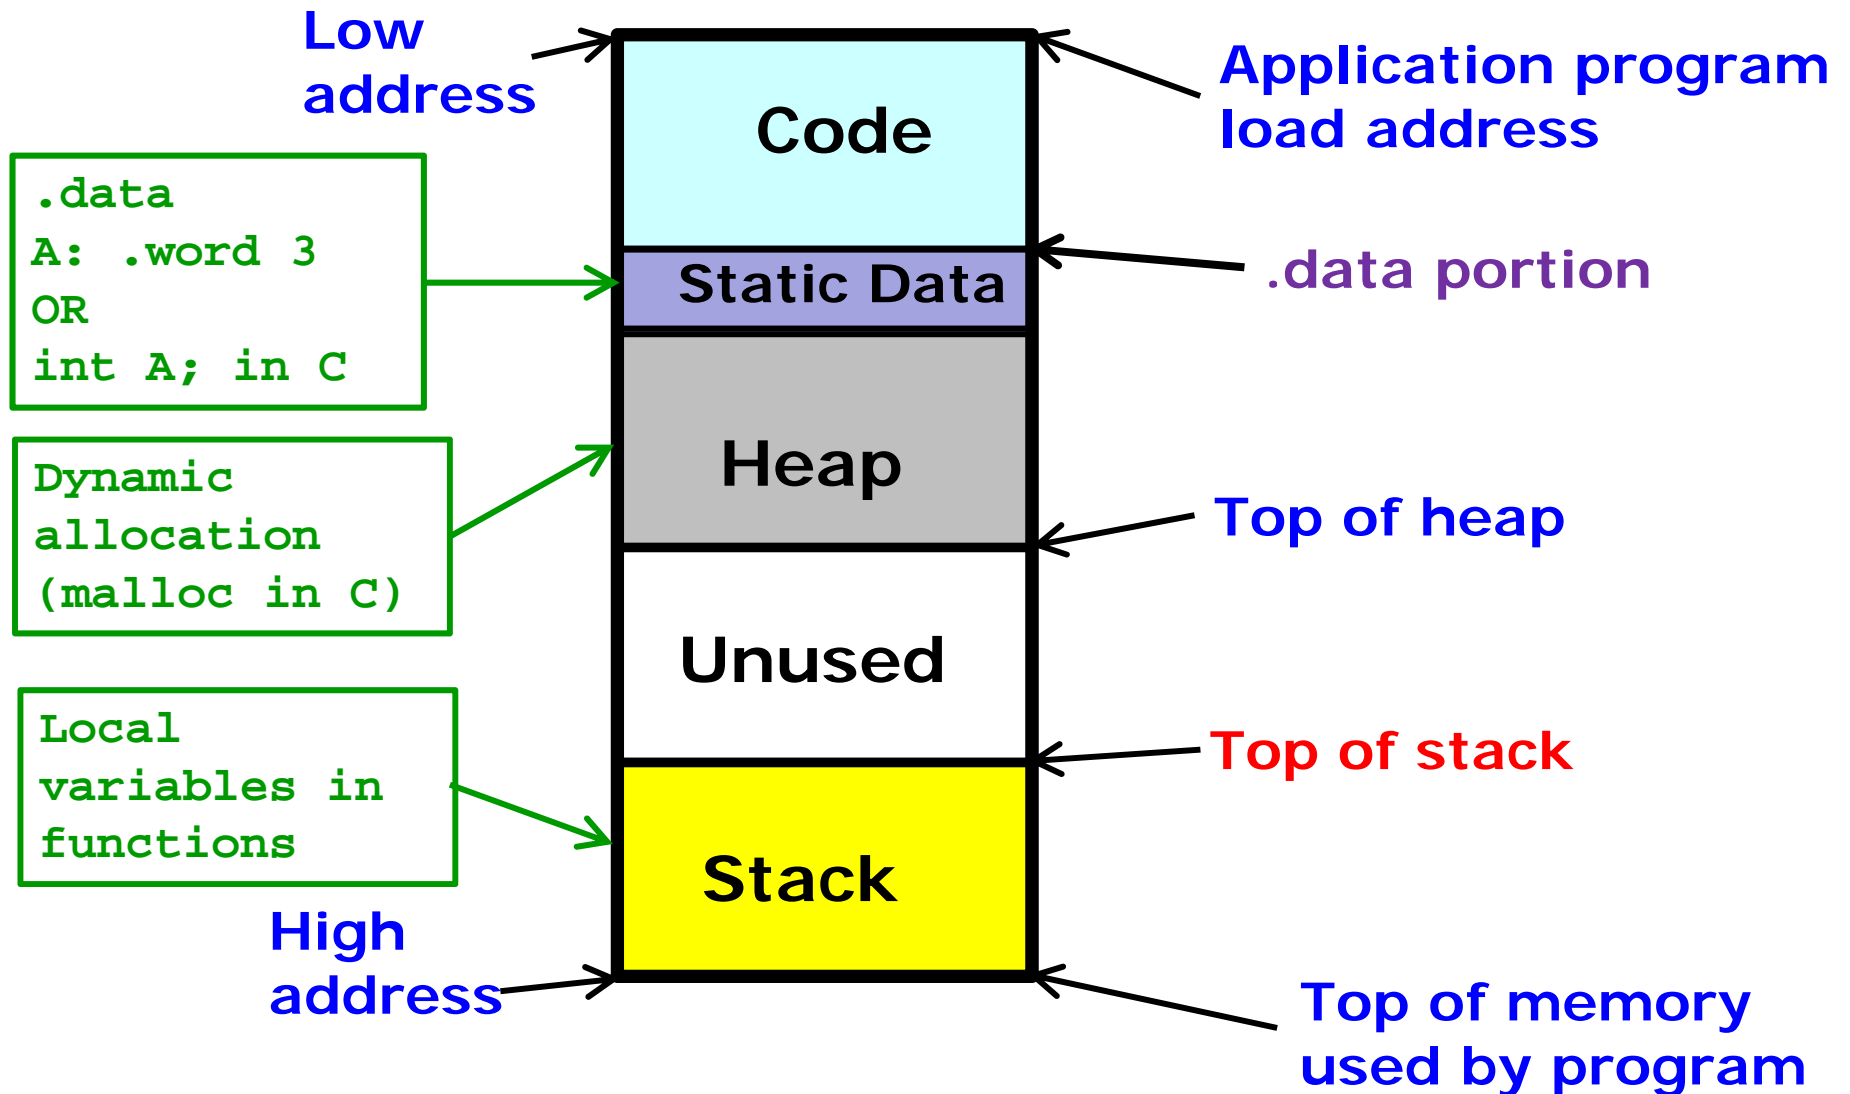 Low
address
Application program
load address
Code
.data
A: .word 3
OR
int A; in C
Static Data
.data portion
Dynamic
allocation
(malloc in C)
Heap
Top of heap
Unused
Local
variables in
functions
Top of stack
Stack
High
address
Top of memory
used by program